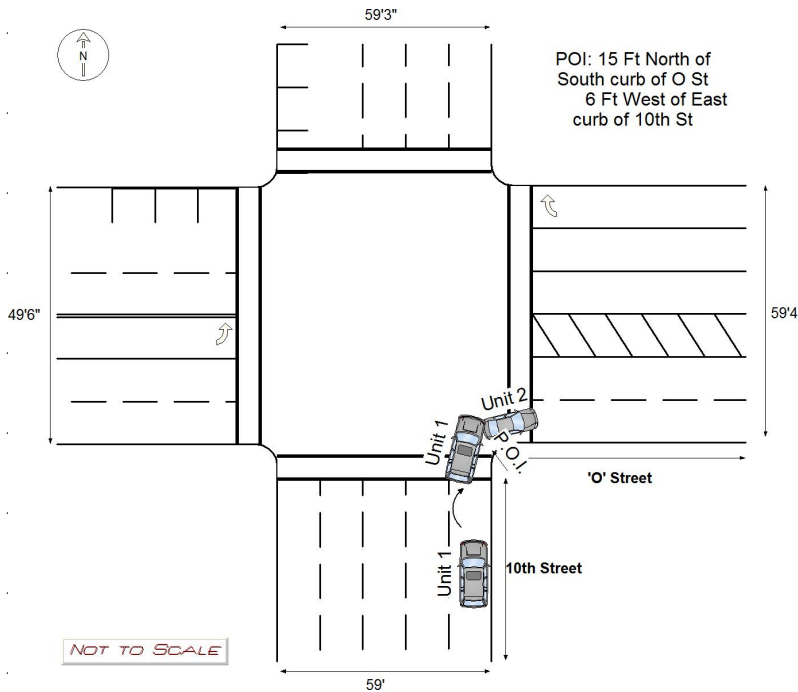 59'3"
N
POI: 15 Ft North of
South curb of O St
6 Ft West of East
curb of 10th St
49'6"
59'4
Unit 2
Unit 1
P.O.I.
'O' Street
Unit 1
10th Street
NOT TO SCALE
59'